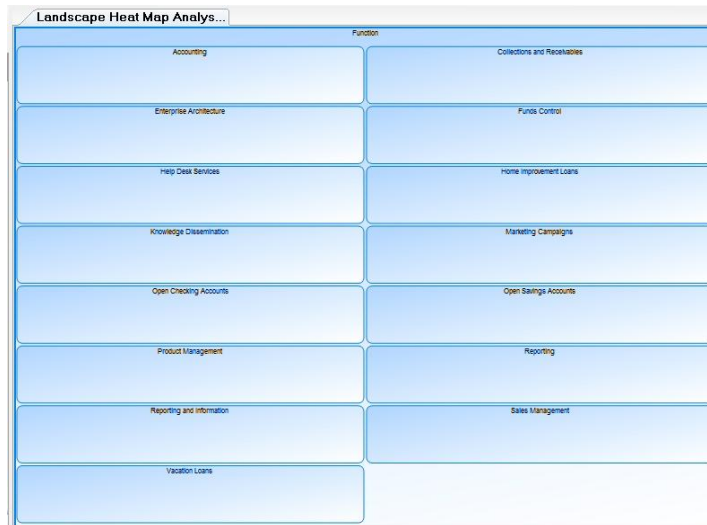 Landscape Heat Map Analys...
Function
Accounting
Collections and Receivables
Enterprise Architecture
Funds Control
Help Desk Services
Home Improvement Loans
Knowledge Dissemination
Marketing Campaigns
Open Checking Accounts
Open Savings Accounts
Product Management
Reporting
Reporting and Information
Sales Management
Vacation Loans